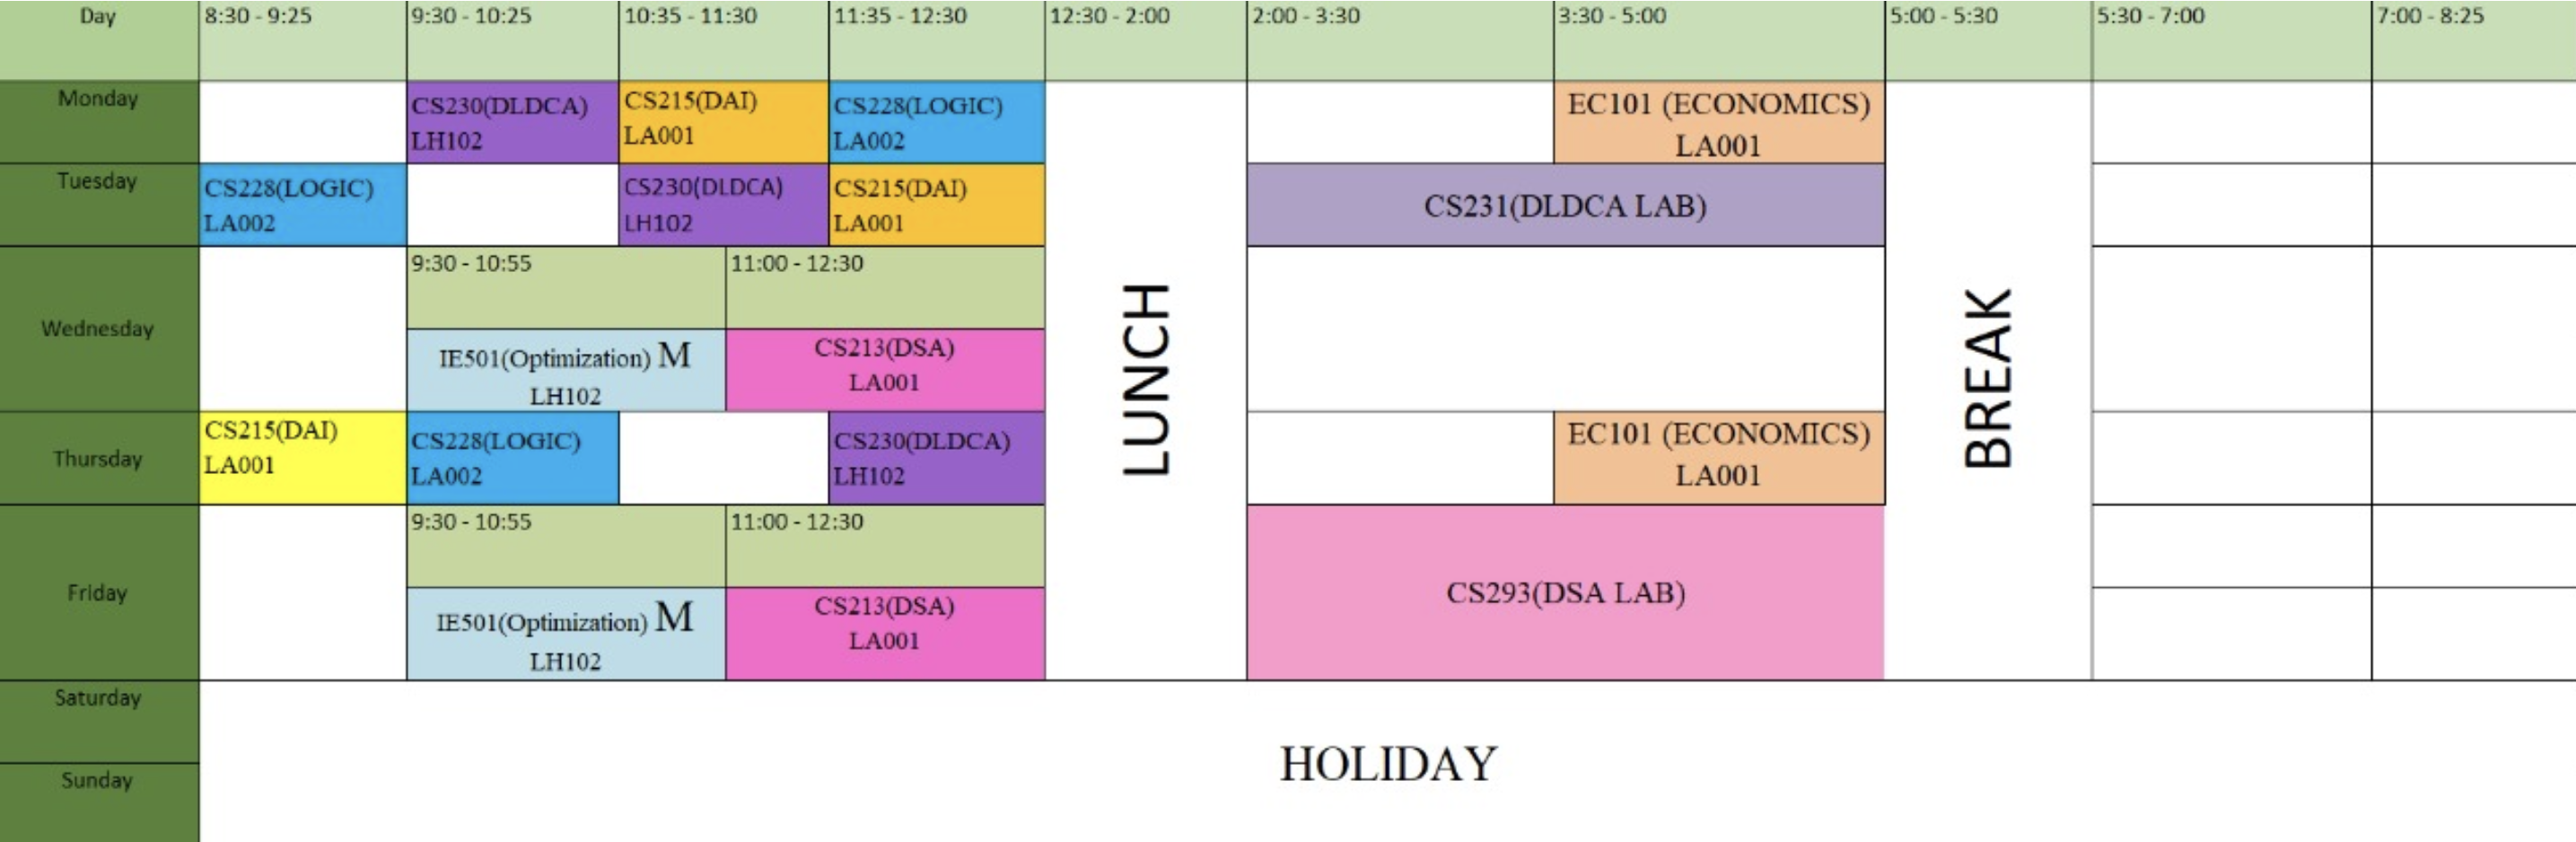 Day 8:30 - 9:25 9:30 - 10:25 10:35 - 11:30 11:35 - 12:30 12:30 - 2:00 2:00 - 3:30 3:30 - 5:00 5:00 - 5:30 5:30 - 7:00 7:00 - 8:25
Monday
CS230(DLDCA)
LH102
CS215(DAI)
LA001
CS228(LOGIC)
LA002
EC101 (ECONOMICS)
LA001
Tuesday
CS228(LOGIC)
LA002
CS230(DLDCA)
LH102
CS215(DAI)
LA001
CS231(DLDCA LAB)
Wednesday
9:30 - 10:55
11:00 - 12:30
IE501(Optimization) M
LH102
CS213(DSA)
LA001
LUNCH
BREAK
Thursday
CS215(DAI)
LA001
CS228(LOGIC)
LA002
CS230(DLDCA)
LH102
EC101 (ECONOMICS)
LA001
Friday
9:30 - 10:55
11:00 - 12:30
IE501(Optimization) M
LH102
CS213(DSA)
LA001
CS293(DSA LAB)
Saturday
HOLIDAY
Sunday